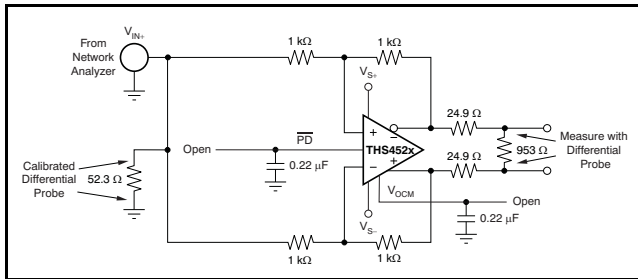 V_IN+
From
Network
Analyzer
1 kΩ
1 kΩ
V_S+
24.9 Ω
Open
PD
+
−
THS452x
−
+
953 Ω
Measure with
Differential
Probe
Calibrated
Differential
Probe
52.3 Ω
0.22 μF
24.9 Ω
V_OCM
Open
V_S−
0.22 μF
1 kΩ
1 kΩ